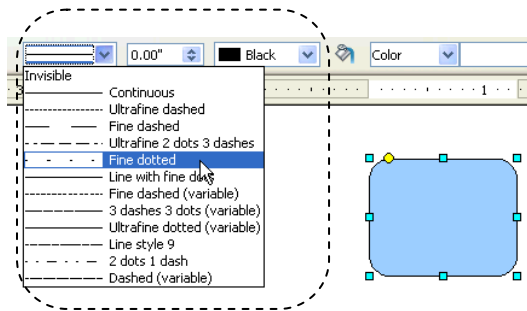 0.00" Black Color
3 1
Invisible
Continuous
Ultrafine dashed
Fine dashed
Ultrafine 2 dots 3 dashes
Fine dotted
Line with fine dots
Fine dashed (variable)
3 dashes 3 dots (variable)
Ultrafine dotted (variable)
Line style 9
2 dots 1 dash
Dashed (variable)